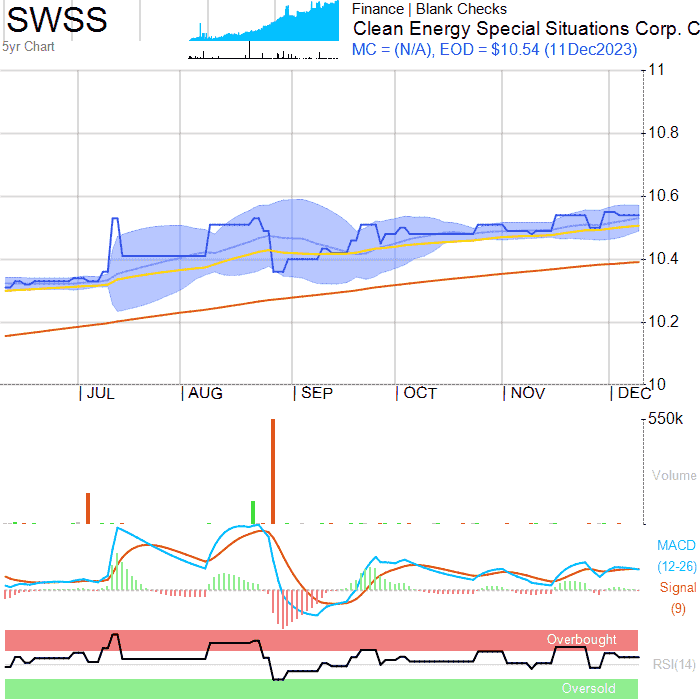 SWSS
5yr Chart
Finance | Blank Checks
Clean Energy Special Situations Corp. C
MC = (N/A), EOD = $10.54 (11Dec2023)
11
10.8
10.6
10.4
10.2
10
JUL AUG SEP OCT NOV DEC
550k
Volume
MACD
(12-26)
Signal
(9)
Overbought
RSI(14)
Oversold